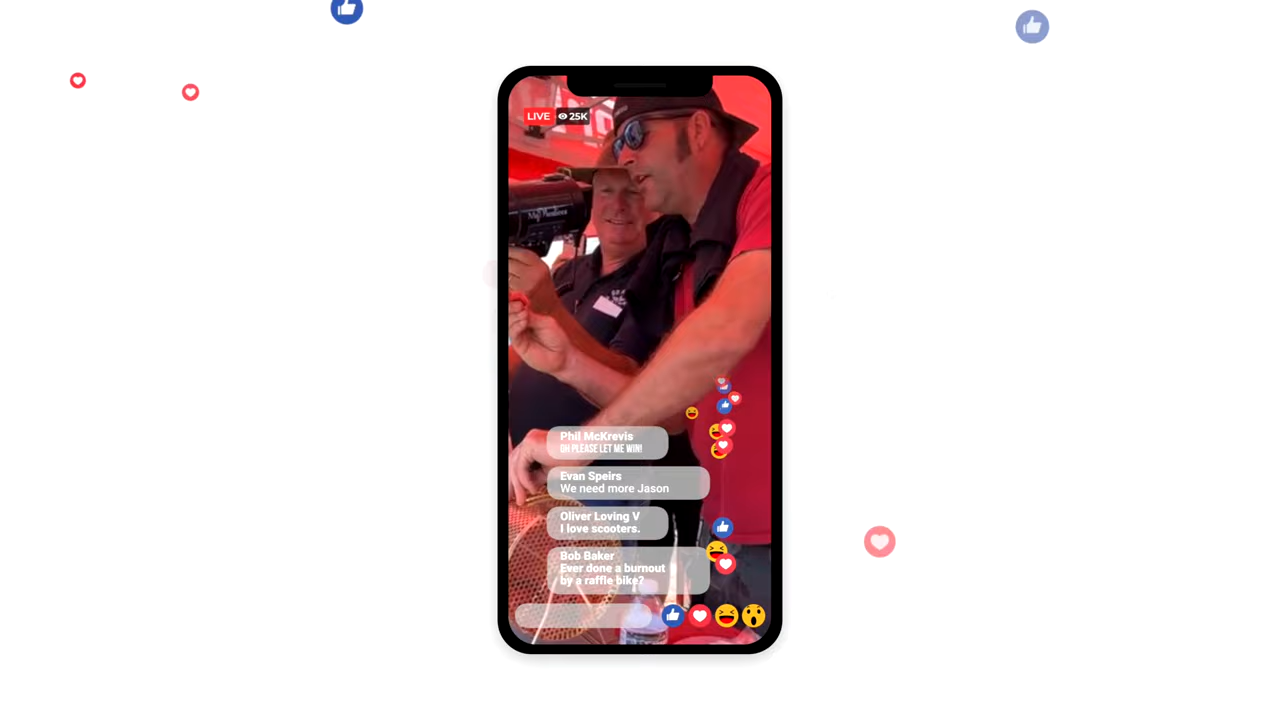 LIVE 25K
Phil McKrevis
OH PLEASE LET ME WIN!
Evan Speirs
We need more Jason
Oliver Loving V
I love scooters.
Bob Baker
Ever done a burnout
by a raffle bike?